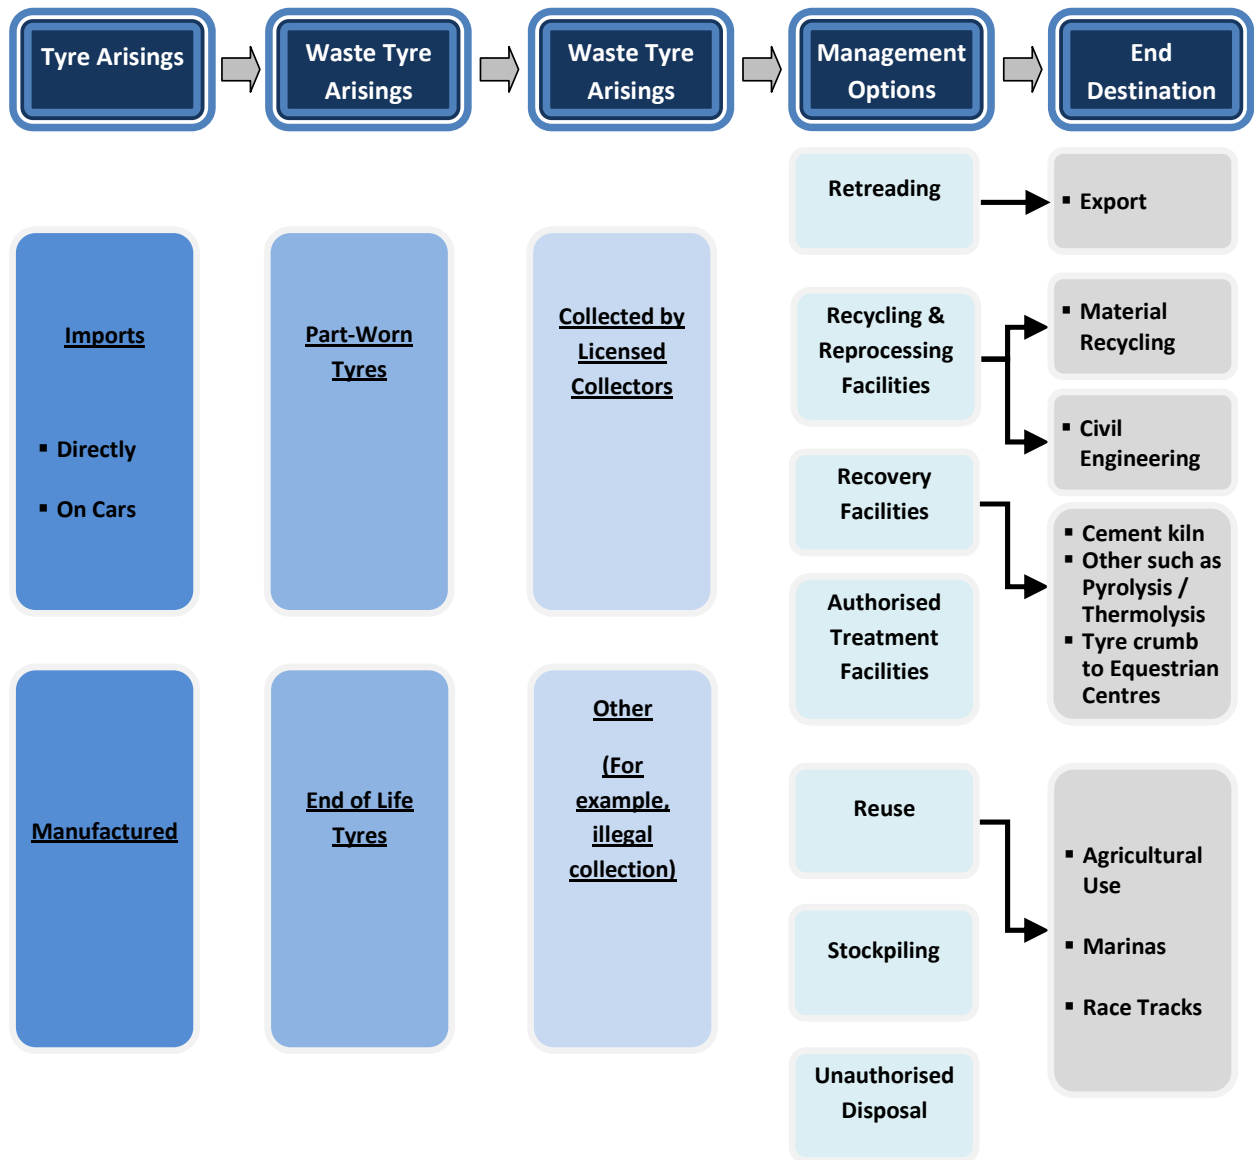 Tyre Arisings
Waste Tyre
Arisings
Waste Tyre
Arisings
Management
Options
End
Destination
Imports
▪ Directly
▪ On Cars
Manufactured
Part-Worn
Tyres
End of Life
Tyres
Collected by
Licensed
Collectors
Other
(For
example,
illegal
collection)
Retreading
Recycling &
Reprocessing
Facilities
Recovery
Facilities
Authorised
Treatment
Facilities
Reuse
Stockpiling
Unauthorised
Disposal
▪ Export
▪ Material
Recycling
▪ Civil
Engineering
▪ Cement kiln
▪ Other such as
Pyrolysis /
Thermolysis
▪ Tyre crumb
to Equestrian
Centres
▪ Agricultural
Use
▪ Marinas
▪ Race Tracks